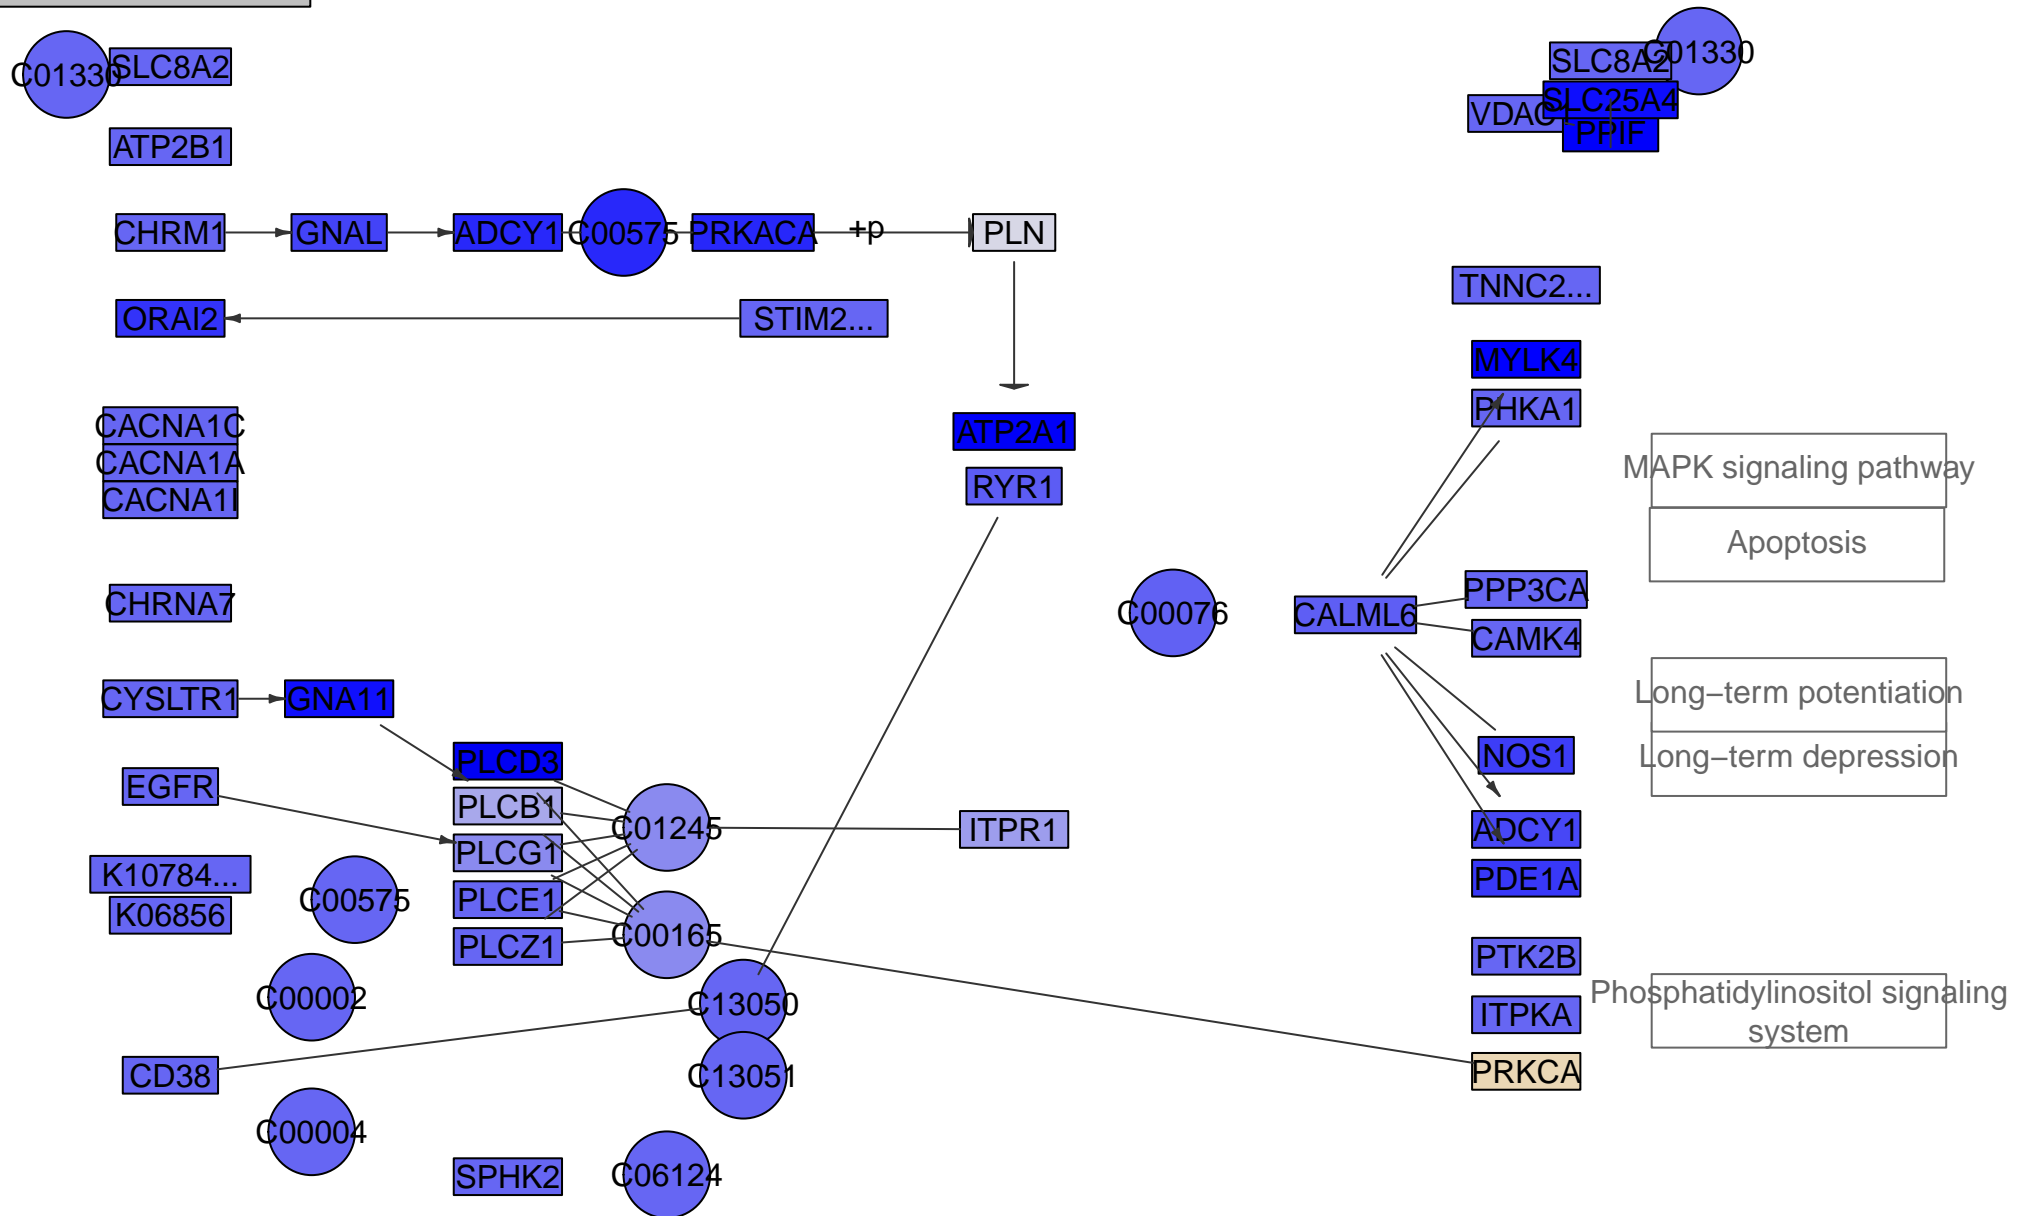 C01330
SLC8A2
SLC8A2
C01330
SLC25A4
VDAC1
PPIF
ATP2B1
CHRM1
GNAL
ADCY1
C00575
PRKACA
+p
PLN
TNNC2...
ORAI2
STIM2...
MYLK4
PHKA1
CACNA1C
CACNA1A
CACNA1I
ATP2A1
RYR1
MAPK signaling pathway
Apoptosis
CHRNA7
C00076
CALML6
PPP3CA
CAMK4
CYSLTR1
GNA11
Long−term potentiation
Long−term depression
NOS1
PLCD3
EGFR
PLCB1
C01245
ITPR1
ADCY1
PLCG1
K10784...
K06856
C00575
PLCE1
PDE1A
PLCZ1
C00165
PTK2B
C00002
C13050
ITPKA
Phosphatidylinositol signaling
system
CD38
C13051
PRKCA
C00004
SPHK2
C06124